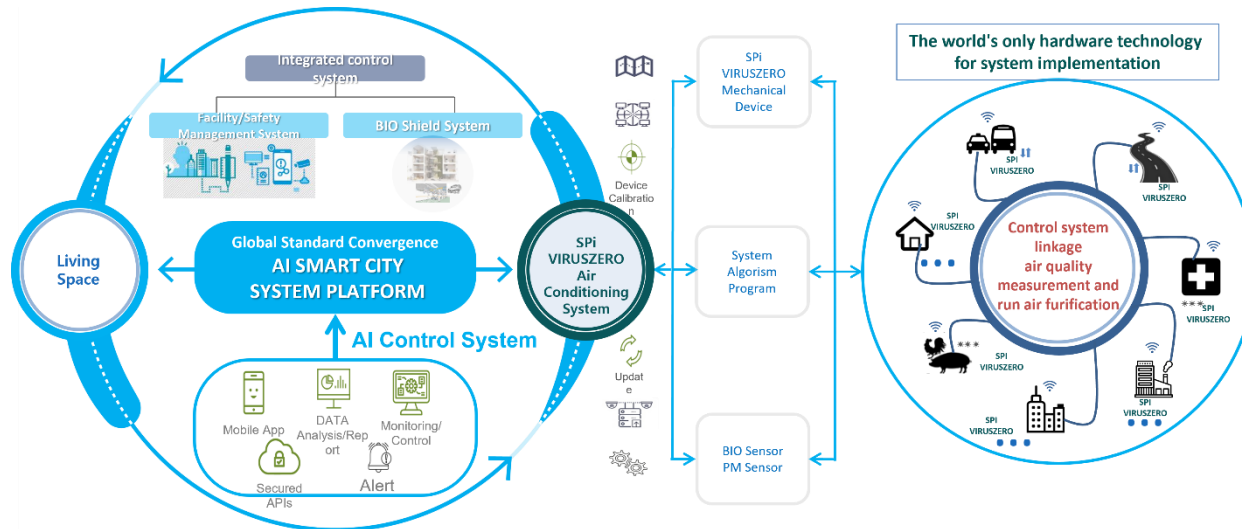 Integrated control
system
Facility/Safety
Management System
BIO Shield System
Living
Space
Global Standard Convergence
AI SMART CITY
SYSTEM PLATFORM
SPi
VIRUSZERO
Air
Conditioning
System
AI Control System
Mobile App
DATA
Analysis/Rep
ort
Monitoring/
Control
Secured
APIs
Alert
Device
Calibratio
n
Updat
e
SPi
VIRUSZERO
Mechanical
Device
System
Algorism
Program
BIO Sensor
PM Sensor
The world's only hardware technology
for system implementation
SPI
VIRUSZERO
SPI
VIRUSZERO
SPI
VIRUSZERO
Control system
linkage
air quality
measurement and
run air furification
SPI
VIRUSZERO
SPI
VIRUSZERO
SPI
VIRUSZERO
SPI
VIRUSZERO